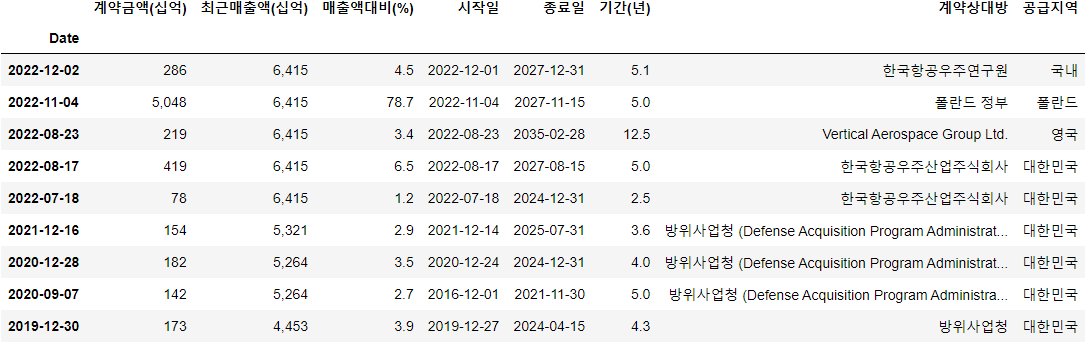 계약금액(십억) 최근매출액(십억) 매출액대비(%) 시작일 종료일 기간(년) 계약상대방 공급지역
Date
2022-12-02 286 6,415 4.5 2022-12-01 2027-12-31 5.1 한국항공우주연구원 국내
2022-11-04 5,048 6,415 78.7 2022-11-04 2027-11-15 5.0 폴란드 정부 폴란드
2022-08-23 219 6,415 3.4 2022-08-23 2035-02-28 12.5 Vertical Aerospace Group Ltd. 영국
2022-08-17 419 6,415 6.5 2022-08-17 2027-08-15 5.0 한국항공우주산업주식회사 대한민국
2022-07-18 78 6,415 1.2 2022-07-18 2024-12-31 2.5 한국항공우주산업주식회사 대한민국
2021-12-16 154 5,321 2.9 2021-12-14 2025-07-31 3.6 방위사업청 (Defense Acquisition Program Administrat... 대한민국
2020-12-28 182 5,264 3.5 2020-12-24 2024-12-31 4.0 방위사업청 (Defense Acquisition Program Administrat... 대한민국
2020-09-07 142 5,264 2.7 2016-12-01 2021-11-30 5.0 방위사업청 (Defense Acquisition Program Administra... 대한민국
2019-12-30 173 4,453 3.9 2019-12-27 2024-04-15 4.3 방위사업청 대한민국